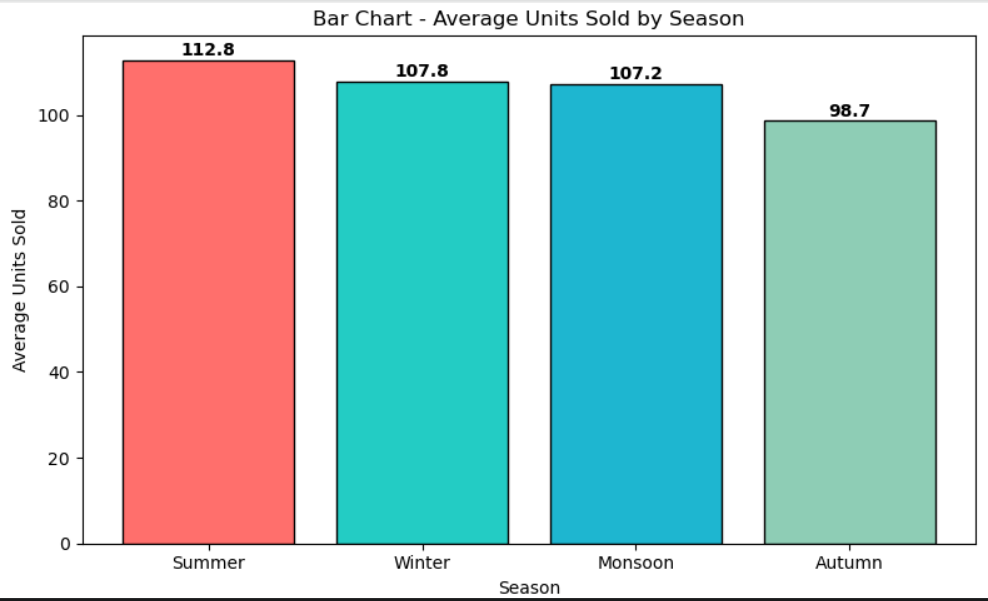 Bar Chart - Average Units Sold by Season
112.8
107.8
107.2
98.7
100
80
60
40
20
0
Average Units Sold
Summer
Winter
Monsoon
Autumn
Season